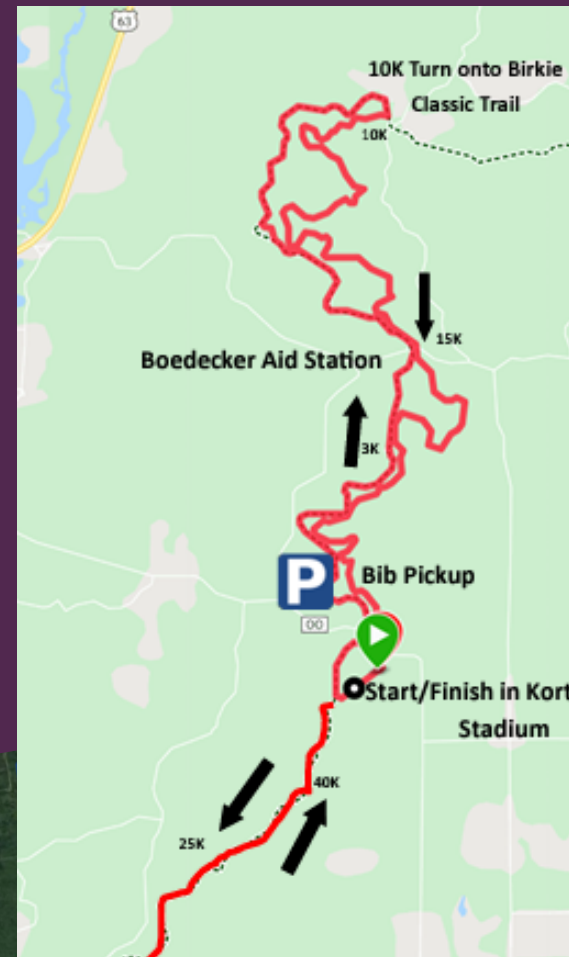 63
10K Turn onto Birkie
Classic Trail
10K
15K
Boedecker Aid Station
3K
P
Bib Pickup
00
Start/Finish in Kort
Stadium
40K
25K